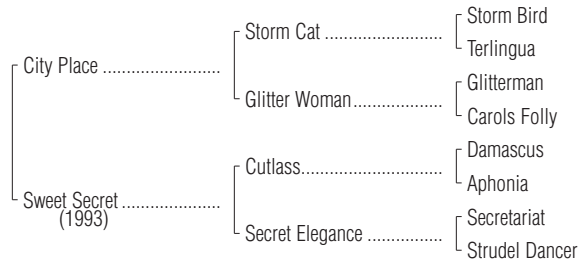 Storm Bird
Storm Cat ........................
Terlingua
City Place ........................
Glitterman
Glitter Woman..................
Carols Folly
Damascus
Cutlass.............................
Aphonia
Sweet Secret ....................
(1993)
Secretariat
Secret Elegance ...............
Strudel Dancer